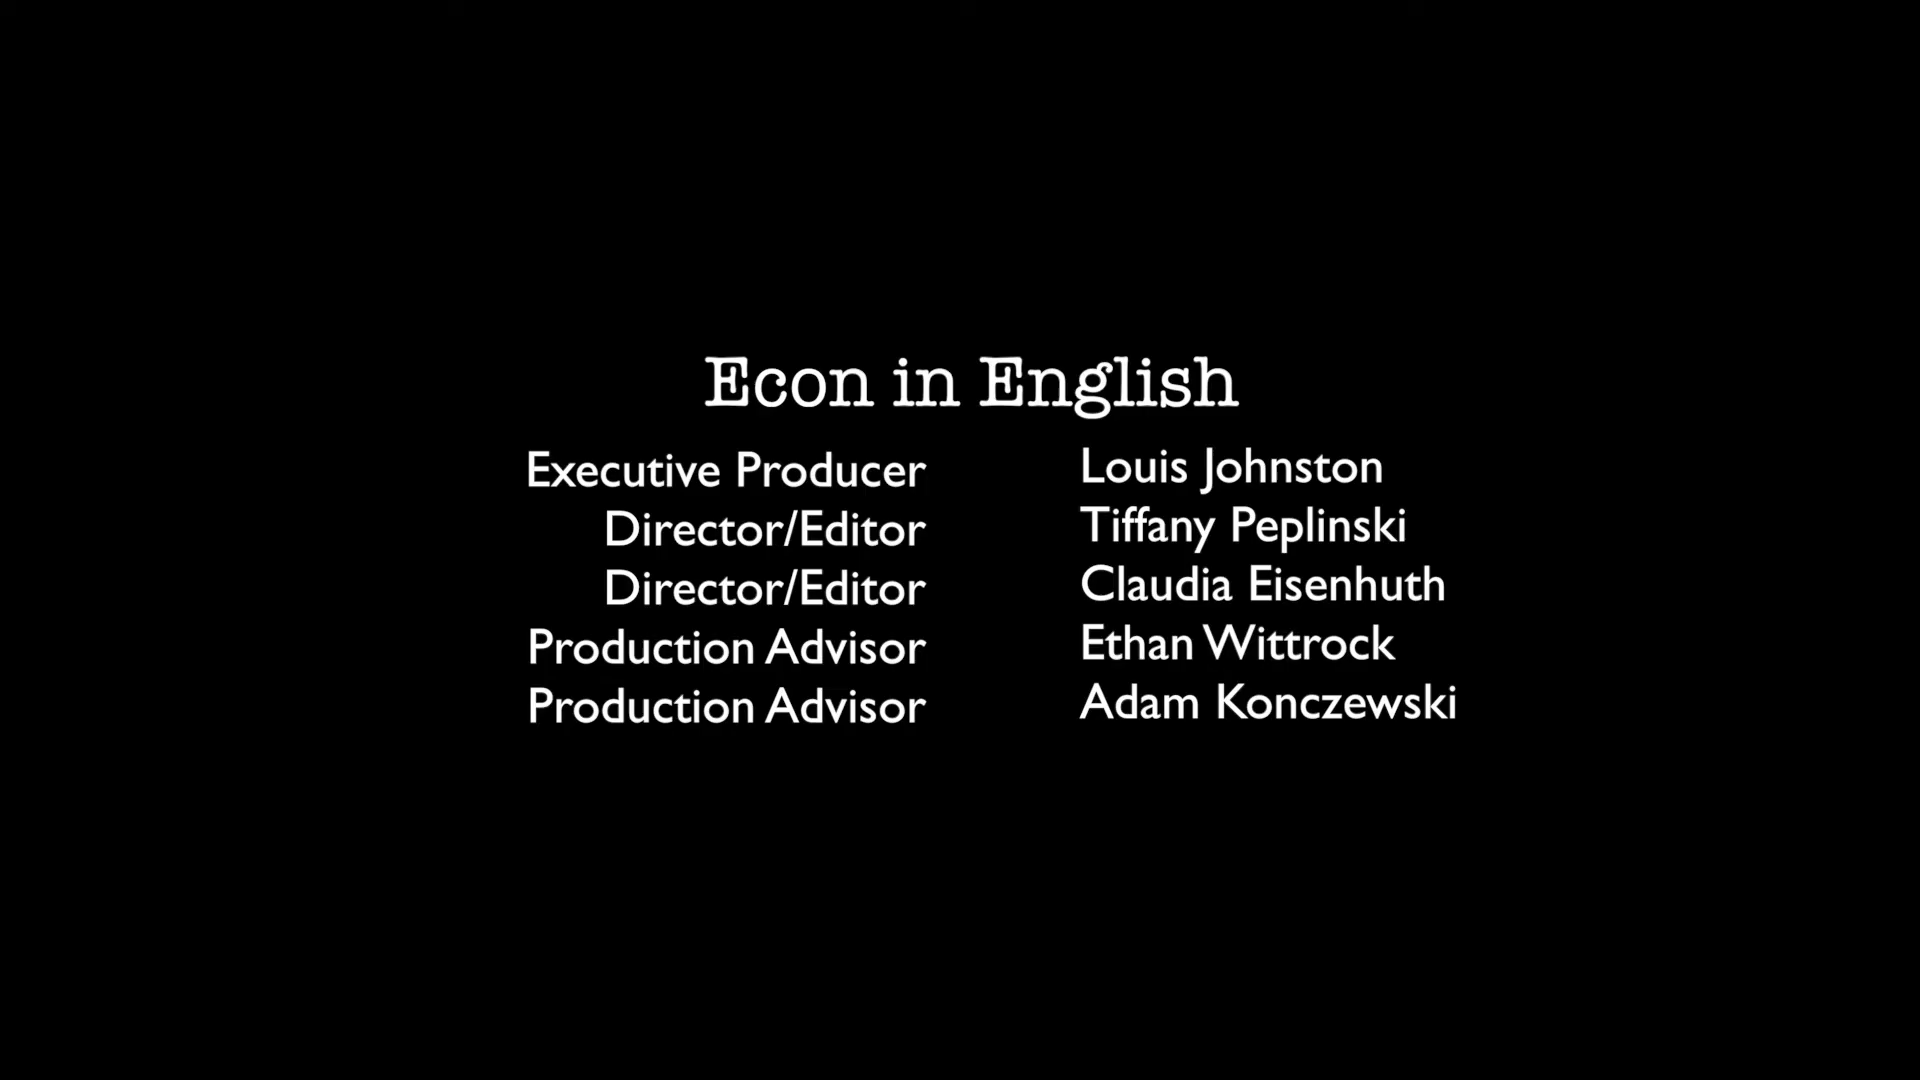 Econ in English
Executive Producer Louis Johnston
Director/Editor Tiffany Peplinski
Director/Editor Claudia Eisenhuth
Production Advisor Ethan Wittrock
Production Advisor Adam Konczewski